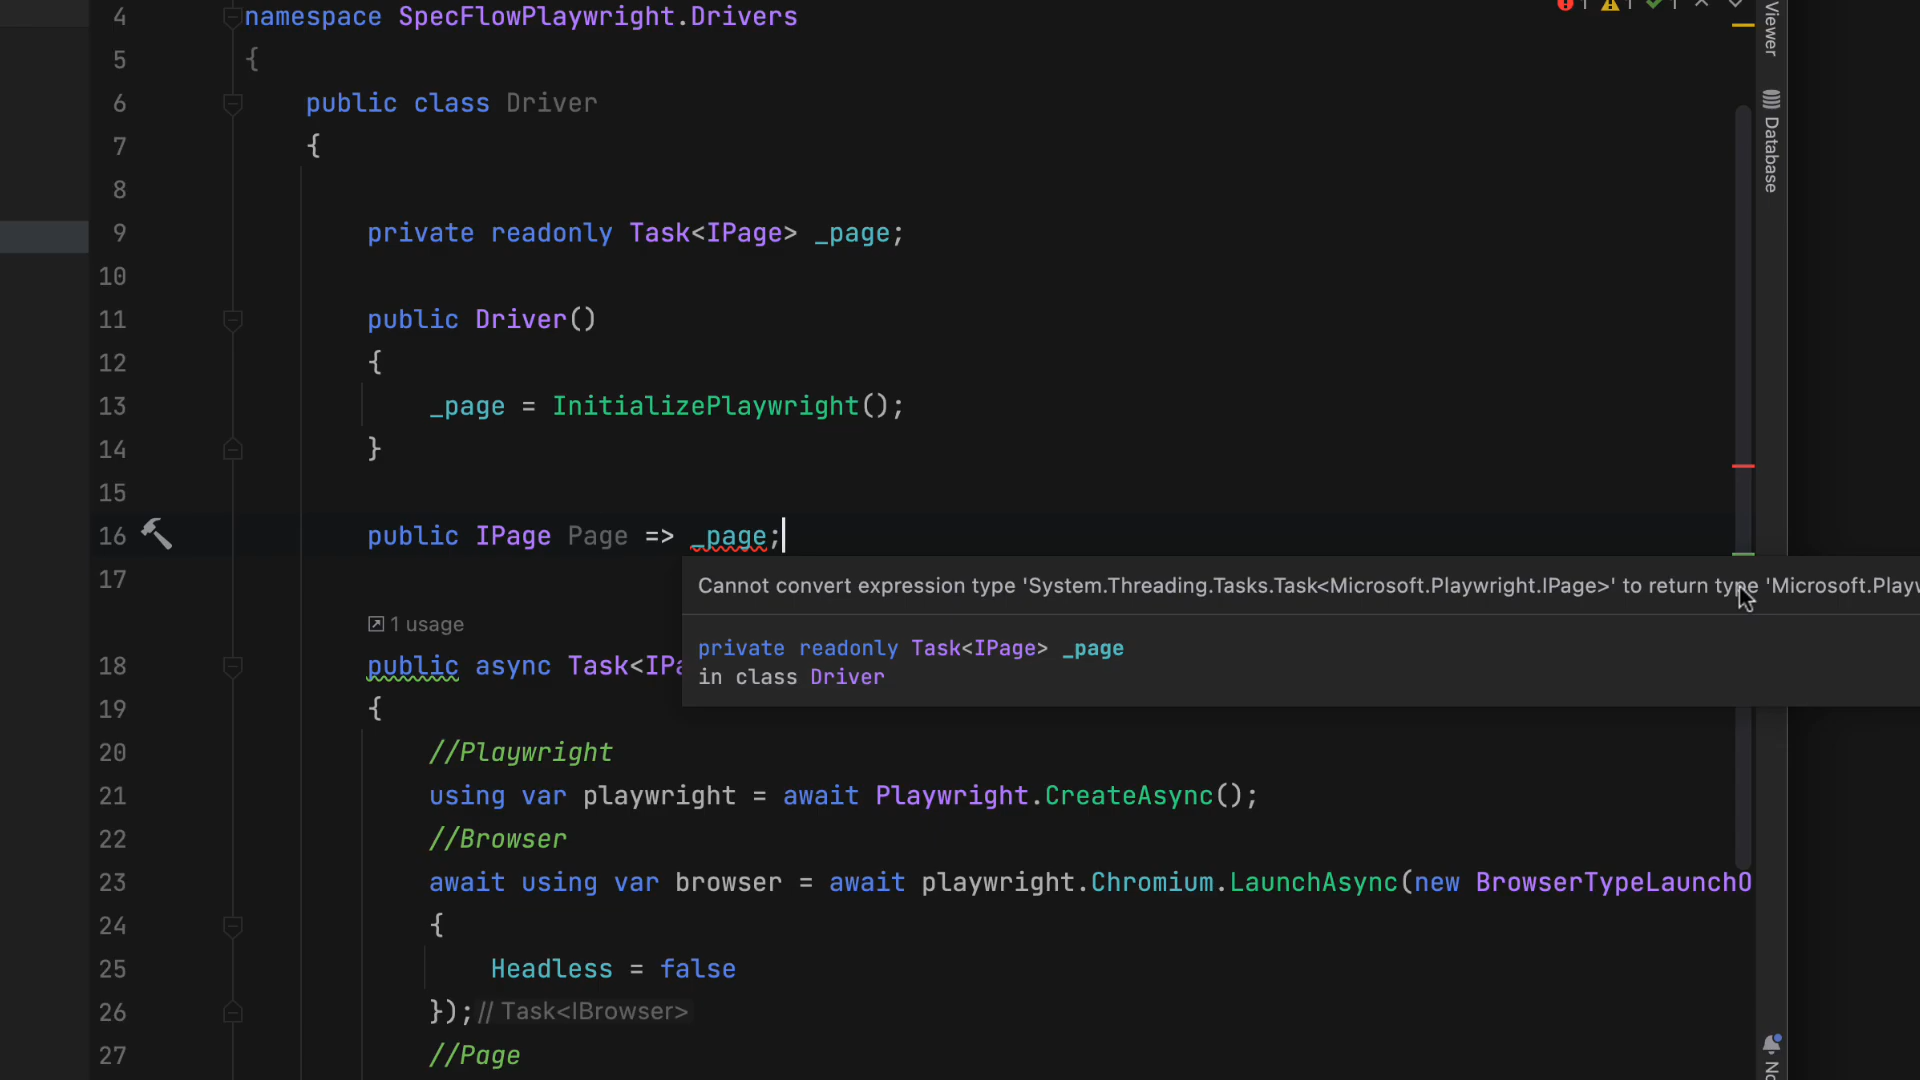 4 namespace SpecFlowPlaywright.Drivers
5 {
6 public class Driver
7 {
8
9 private readonly Task<IPage> _page;
10
11 public Driver()
12 {
13 _page = InitializePlaywright();
14 }
15
16 public IPage Page => _page;
Cannot convert expression type 'System.Threading.Tasks.Task<Microsoft.Playwright.IPage>' to return type 'Microsoft.Playw
17
private readonly Task<IPage> _page
in class Driver
1 usage
18 public async Task<IPa
19 {
20 //Playwright
21 using var playwright = await Playwright.CreateAsync();
22 //Browser
23 await using var browser = await playwright.Chromium.LaunchAsync(new BrowserTypeLaunchO
24 {
25 Headless = false
26 }); // Task<IBrowser>
27 //Page
1 1 1
Viewer
Database
No